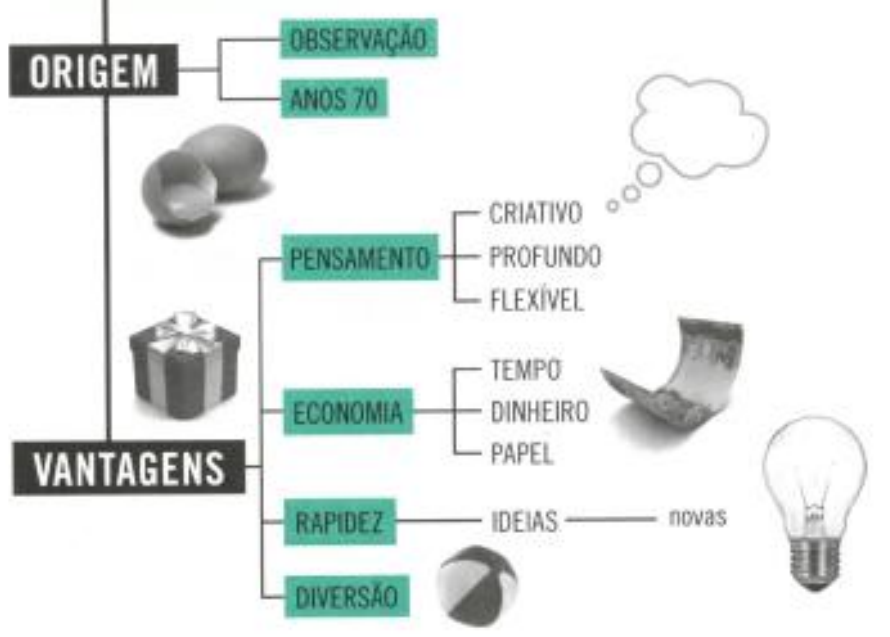 ORIGEM
OBSERVAÇÃO
ANOS 70
VANTAGENS
PENSAMENTO
CRIATIVO
PROFUNDO
FLEXÍVEL
ECONOMIA
TEMPO
DINHEIRO
PAPEL
RAPIDEZ
IDEIAS
novas
DIVERSÃO